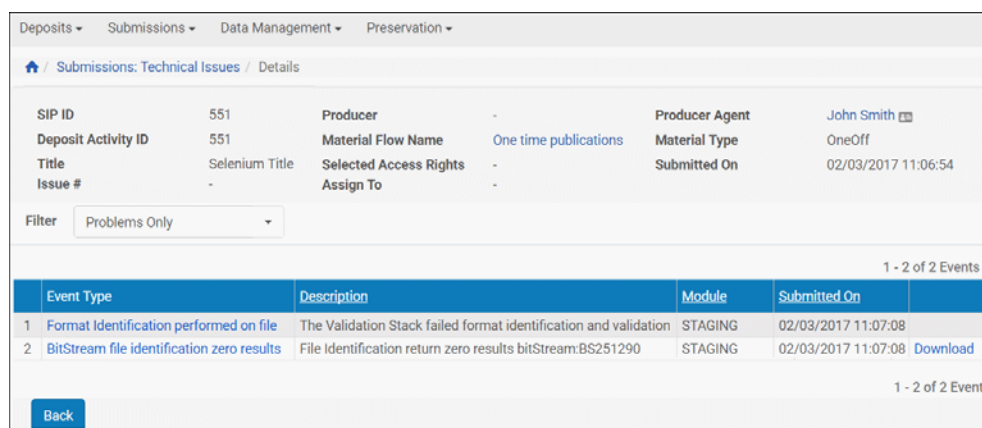 Deposits Submissions Data Management Preservation
/ Submissions: Technical Issues / Details
SIP ID 551 Producer - Producer Agent John Smith
Deposit Activity ID 551 Material Flow Name One time publications Material Type OneOff
Title Selenium Title Selected Access Rights - Submitted On 02/03/2017 11:06:54
Issue # - Assign To -
Filter Problems Only
1 - 2 of 2 Events
Event Type Description Module Submitted On
1 Format Identification performed on file The Validation Stack failed format identification and validation STAGING 02/03/2017 11:07:08
2 BitStream file identification zero results File Identification return zero results bitStream:BS251290 STAGING 02/03/2017 11:07:08 Download
1 - 2 of 2 Event
Back